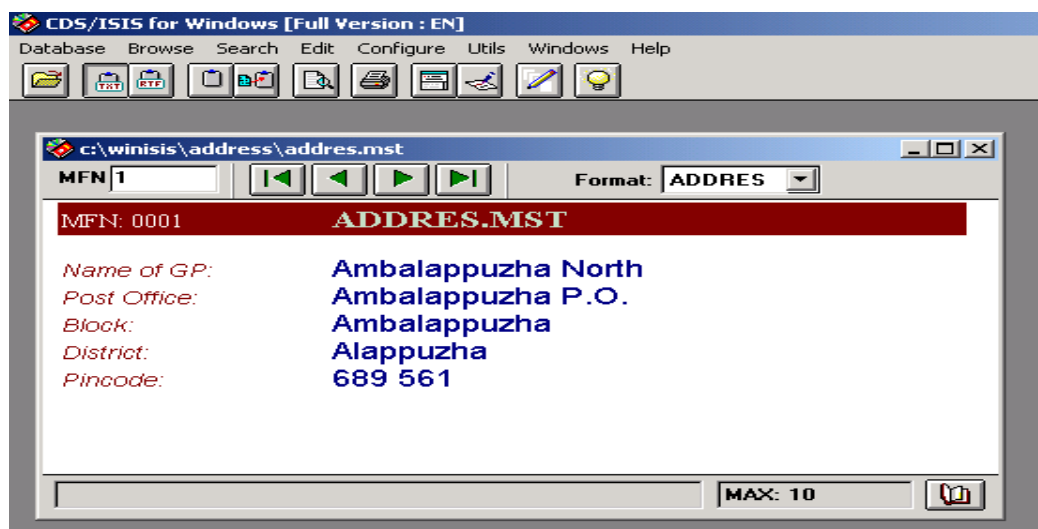 CDS/ISIS for Windows [Full Version : EN]
Database Browse Search Edit Configure Utils Windows Help
TXT RTF
c:\winisis\address\addres.mst
MFN 1 Format: ADDRES
MFN: 0001 ADDRES.MST
Name of GP: Ambalappuzha North
Post Office: Ambalappuzha P.O.
Block: Ambalappuzha
District: Alappuzha
Pincode: 689 561
MAX: 10